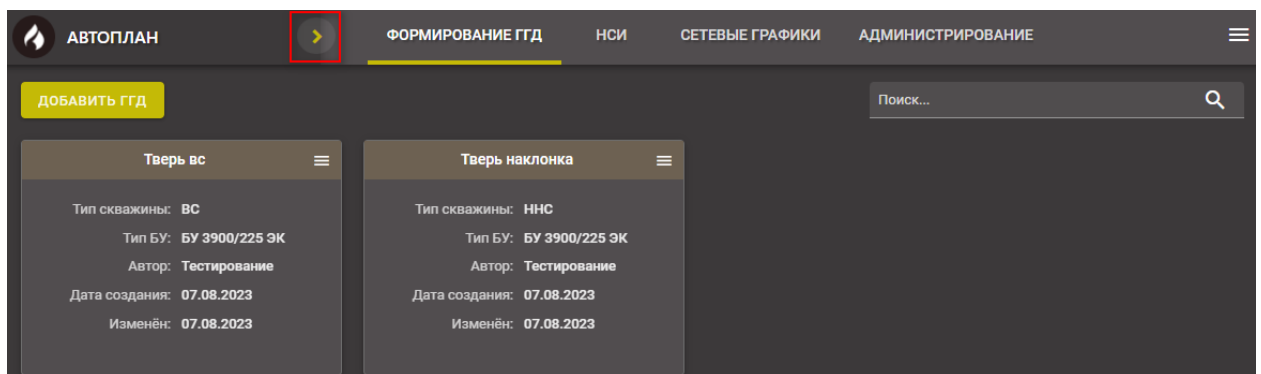 АВТОПЛАН
ФОРМИРОВАНИЕ ГГД НСИ СЕТЕВЫЕ ГРАФИКИ АДМИНИСТРИРОВАНИЕ
ДОБАВИТЬ ГГД
Поиск...
Тверь вс
Тип скважины: ВС
Тип БУ: БУ 3900/225 ЭК
Автор: Тестирование
Дата создания: 07.08.2023
Изменён: 07.08.2023
Тверь наклонка
Тип скважины: ННС
Тип БУ: БУ 3900/225 ЭК
Автор: Тестирование
Дата создания: 07.08.2023
Изменён: 07.08.2023